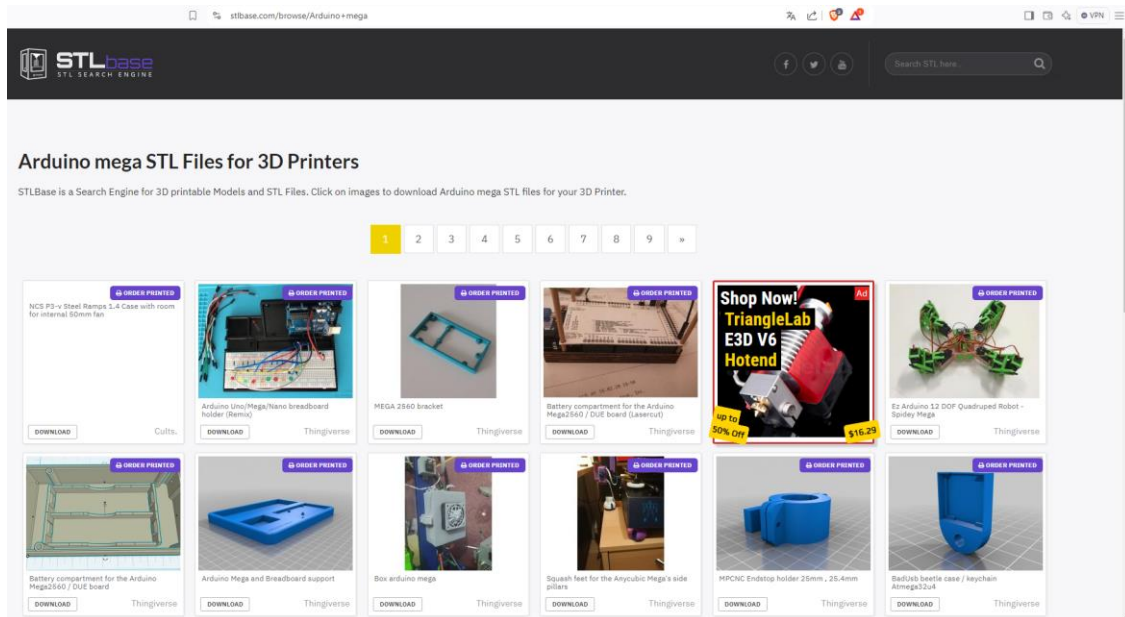 stlbase.com/browse/Arduino+mega
VPN
STLbase
STL SEARCH ENGINE
Search STL here..
Arduino mega STL Files for 3D Printers
STLBase is a Search Engine for 3D printable Models and STL Files. Click on images to download Arduino mega STL files for your 3D Printer.
1 2 3 4 5 6 7 8 9 »
ORDER PRINTED
NCS P3-v Steel Ramps 1.4 Case with room
for internal 50mm fan
DOWNLOAD Cults.
ORDER PRINTED
Arduino Uno/Mega/Nano breadboard
holder (Remix)
DOWNLOAD Thingiverse
ORDER PRINTED
MEGA 2560 bracket
DOWNLOAD Thingiverse
ORDER PRINTED
Battery compartment for the Arduino
Mega2560 / DUE board (Lasercut)
DOWNLOAD Thingiverse
Ad
Shop Now!
TriangleLab
E3D V6
Hotend
up to
50% Off
$16.29
ORDER PRINTED
Ez Arduino 12 DOF Quadruped Robot -
Spidey Mega
DOWNLOAD Thingiverse
ORDER PRINTED
Battery compartment for the Arduino
Mega2560 / DUE board
DOWNLOAD Thingiverse
ORDER PRINTED
Arduino Mega and Breadboard support
DOWNLOAD Thingiverse
ORDER PRINTED
Box arduino mega
DOWNLOAD Thingiverse
ORDER PRINTED
Squash feet for the Anycubic Mega's side
pillars
DOWNLOAD Thingiverse
ORDER PRINTED
MPCNC Endstop holder 25mm , 25.4mm
DOWNLOAD Thingiverse
ORDER PRINTED
BadUsb beetle case / keychain
Atmega32u4
DOWNLOAD Thingiverse